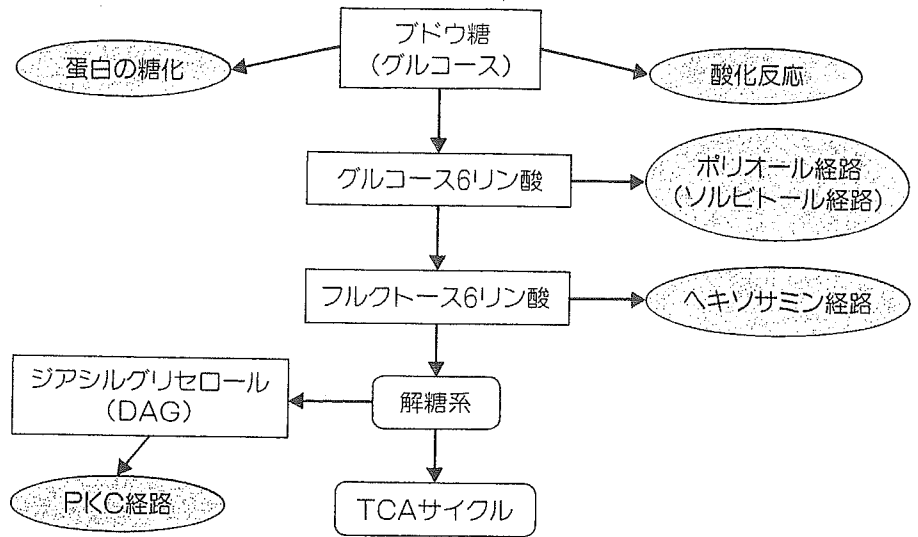 ブドウ糖
(グルコース)
蛋白の糖化
酸化反応
グルコース6リン酸
ポリオール経路
(ソルビトール経路)
フルクトース6リン酸
ヘキソサミン経路
ジアシルグリセロール
(DAG)
解糖系
PKC経路
TCAサイクル